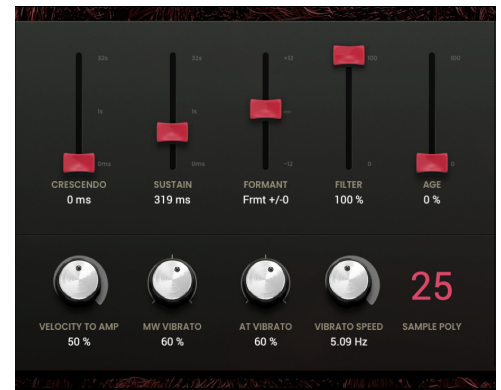 32s 32s +12 100 100
1s 1s ∞
0ms 0ms -12 0 0
CRESCENDO SUSTAIN FORMANT FILTER AGE
0 ms 319 ms Frmt +/-0 100 % 0 %
25
VELOCITY TO AMP MW VIBRATO AT VIBRATO VIBRATO SPEED SAMPLE POLY
50 % 60 % 60 % 5.09 Hz